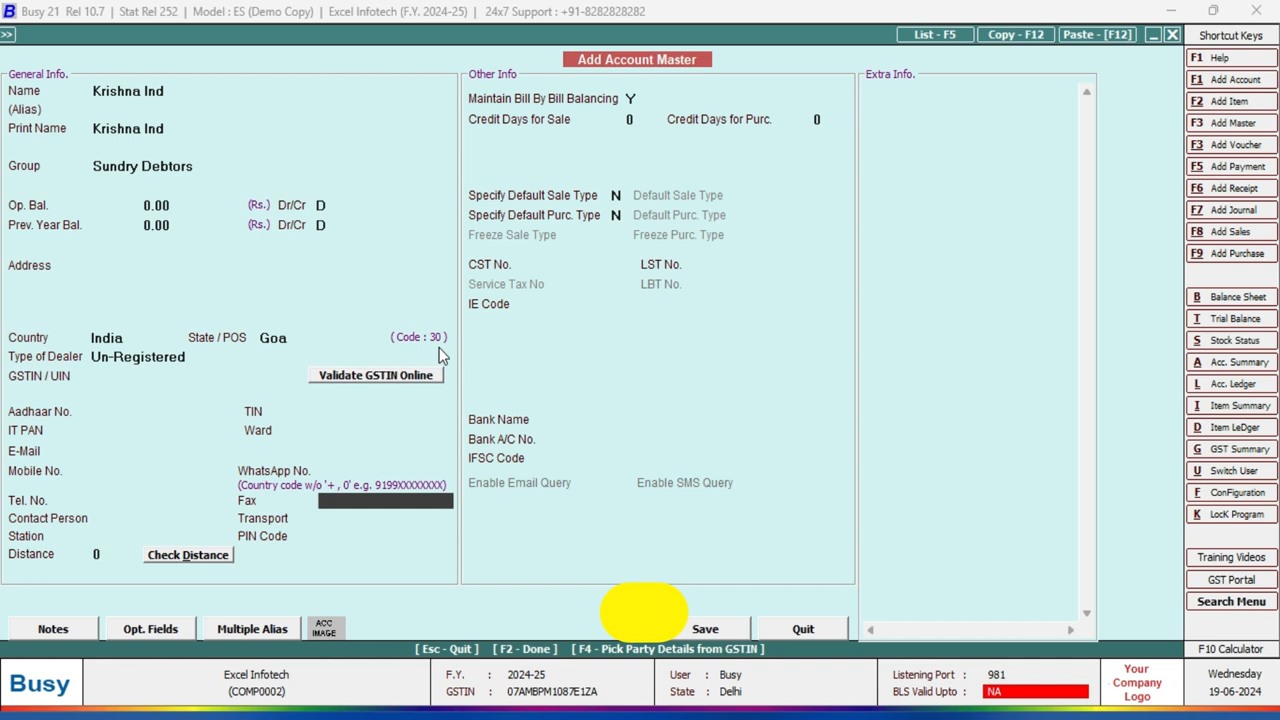 Busy 21 Rel 10.7 | Stat Rel 252 | Model : ES (Demo Copy) | Excel Infotech (F.Y. 2024-25) | 24x7 Support : +91-8282828282
>> List - F5 Copy - F12 Paste - [F12] Shortcut Keys
Add Account Master
General Info.
Name Krishna Ind
(Alias)
Print Name Krishna Ind
Group Sundry Debtors
Op. Bal. 0.00 (Rs.) Dr/Cr D
Prev. Year Bal. 0.00 (Rs.) Dr/Cr D
Address
Country India State / POS Goa ( Code : 30 )
Type of Dealer Un-Registered
GSTIN / UIN Validate GSTIN Online
Aadhaar No. TIN
IT PAN Ward
E-Mail
Mobile No. WhatsApp No.
(Country code w/o '+ , 0' e.g. 9199XXXXXXXX)
Tel. No. Fax
Contact Person Transport
Station PIN Code
Distance 0 Check Distance
Other Info
Maintain Bill By Bill Balancing Y
Credit Days for Sale 0 Credit Days for Purc. 0
Specify Default Sale Type N Default Sale Type
Specify Default Purc. Type N Default Purc. Type
Freeze Sale Type Freeze Purc. Type
CST No. LST No.
Service Tax No LBT No.
IE Code
Bank Name
Bank A/C No.
IFSC Code
Enable Email Query Enable SMS Query
Extra Info.
Notes Opt. Fields Multiple Alias ACC IMAGE Save Quit
[ Esc - Quit ] [ F2 - Done ] [ F4 - Pick Party Details from GSTIN ]
F1 Help
F1 Add Account
F2 Add Item
F3 Add Master
F3 Add Voucher
F5 Add Payment
F6 Add Receipt
F7 Add Journal
F8 Add Sales
F9 Add Purchase
B Balance Sheet
T Trial Balance
S Stock Status
A Acc. Summary
L Acc. Ledger
I Item Summary
D Item LeDger
G GST Summary
U Switch User
F ConFiguration
K LocK Program
Training Videos
GST Portal
Search Menu
F10 Calculator
Busy
Excel Infotech
(COMP0002)
F.Y. : 2024-25
GSTIN : 07AMBPM1087E1ZA
User : Busy
State : Delhi
Listening Port : 981
BLS Valid Upto : NA
Your
Company
Logo
Wednesday
19-06-2024